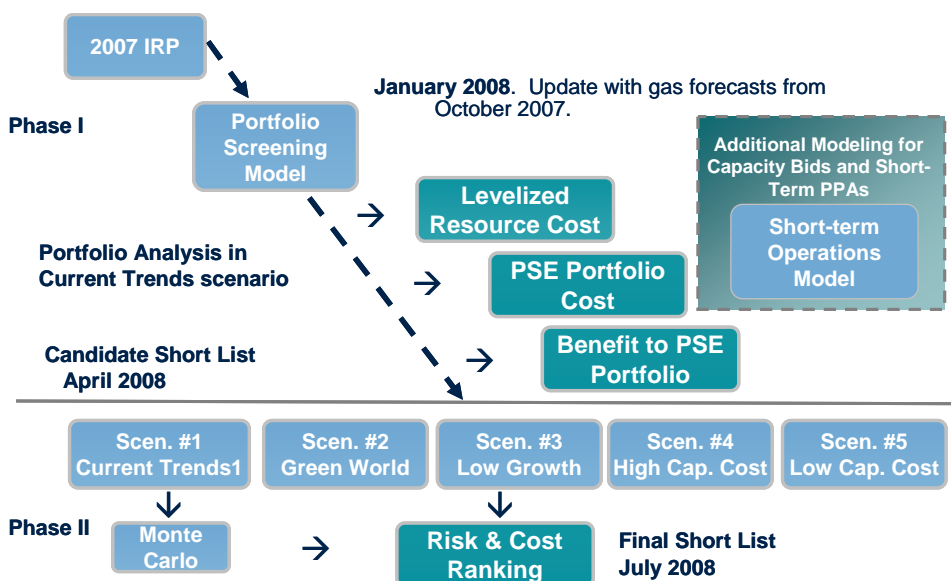 2007 IRP
January 2008. Update with gas forecasts from
October 2007.
Phase I
Portfolio
Screening
Model
Additional Modeling for
Capacity Bids and Short-
Term PPAs
Short-term
Operations
Model
→
Levelized
Resource Cost
Portfolio Analysis in
Current Trends scenario
→
PSE Portfolio
Cost
Candidate Short List
April 2008
→
Benefit to PSE
Portfolio
Scen. #1
Current Trends1
Scen. #2
Green World
Scen. #3
Low Growth
Scen. #4
High Cap. Cost
Scen. #5
Low Cap. Cost
Phase II
Monte
Carlo
→
Risk & Cost
Ranking
Final Short List
July 2008